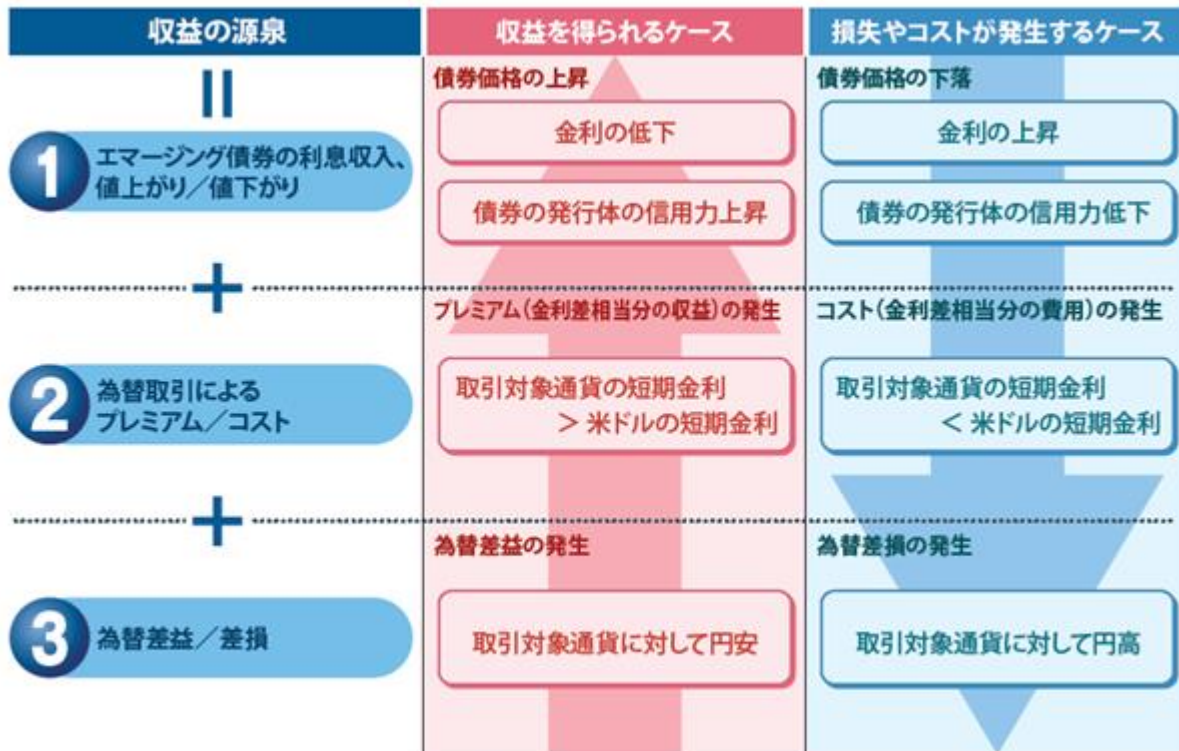 収益の源泉
収益を得られるケース
損失やコストが発生するケース
=
1
エマージング債券の利息収入、
値上がり/値下がり
債券価格の上昇
金利の低下
債券の発行体の信用力上昇
債券価格の下落
金利の上昇
債券の発行体の信用力低下
+
2
為替取引による
プレミアム/コスト
プレミアム(金利差相当分の収益)の発生
取引対象通貨の短期金利
> 米ドルの短期金利
コスト(金利差相当分の費用)の発生
取引対象通貨の短期金利
< 米ドルの短期金利
+
3
為替差益/差損
為替差益の発生
取引対象通貨に対して円安
為替差損の発生
取引対象通貨に対して円高